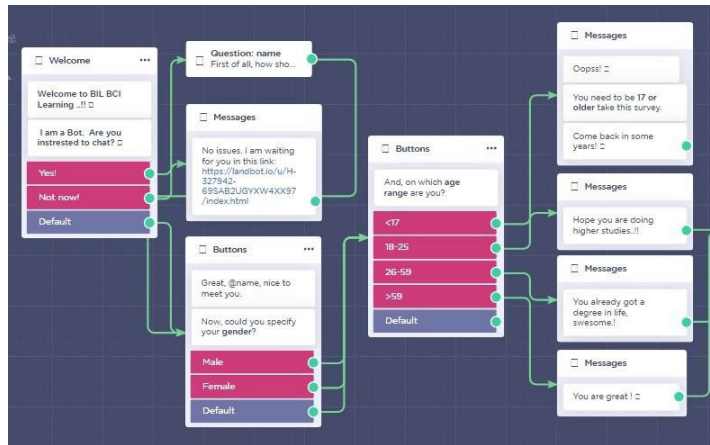 Welcome
Welcome to BIL BCI
Learning ..!!
I am a Bot. Are you
instrested to chat?
Yes!
Not now!
Default
Question: name
First of all, how sho...
Messages
No issues. I am waiting
for you in this link:
https://landbot.io/u/H-
327942-
69SAB2UGYXW4XX97
/index.html
Buttons
Great, @name, nice to
meet you.
Now, could you specify
your gender?
Male
Female
Default
Buttons
And, on which age
range are you?
<17
18-25
26-59
>59
Default
Messages
Oopss!
You need to be 17 or
older take this survey.
Come back in some
years!
Messages
Hope you are doing
higher studies..!!
Messages
You already got a
degree in life,
swesome.!
Messages
You are great !